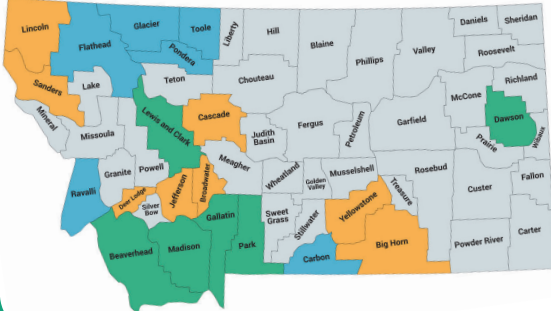 Lincoln
Flathead
Glacier
Toole
Pondera
Liberty
Hill
Blaine
Phillips
Valley
Daniels
Sheridan
Roosevelt
Sanders
Lake
Teton
Chouteau
Richland
McCone
Dawson
Wibaux
Prairie
Garfield
Petroleum
Fergus
Judith
Basin
Cascade
Lewis and Clark
Mineral
Missoula
Powell
Granite
Ravalli
Deer Lodge
Silver
Bow
Jefferson
Broadwater
Meagher
Wheatland
Golden
Valley
Musselshell
Treasure
Rosebud
Custer
Fallon
Beaverhead
Madison
Gallatin
Park
Sweet
Grass
Stillwater
Yellowstone
Carbon
Big Horn
Powder River
Carter